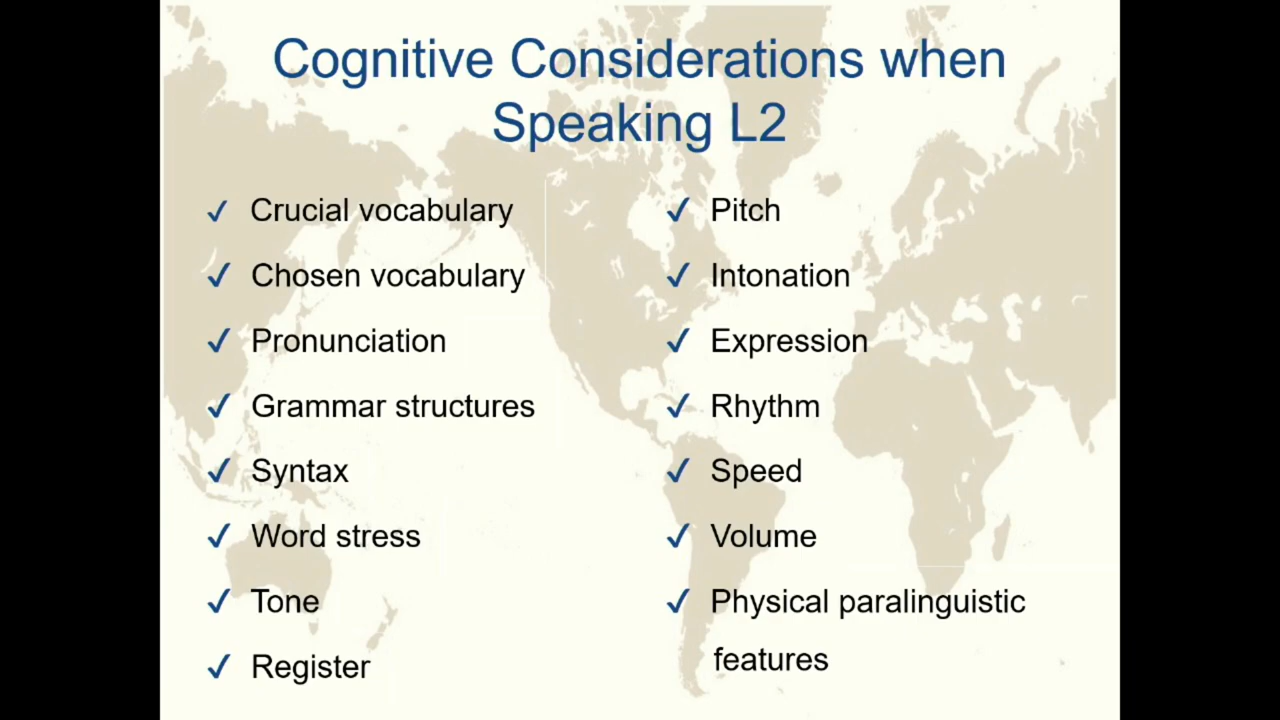 Cognitive Considerations when
Speaking L2
✓ Crucial vocabulary
✓ Chosen vocabulary
✓ Pronunciation
✓ Grammar structures
✓ Syntax
✓ Word stress
✓ Tone
✓ Register
✓ Pitch
✓ Intonation
✓ Expression
✓ Rhythm
✓ Speed
✓ Volume
✓ Physical paralinguistic
features